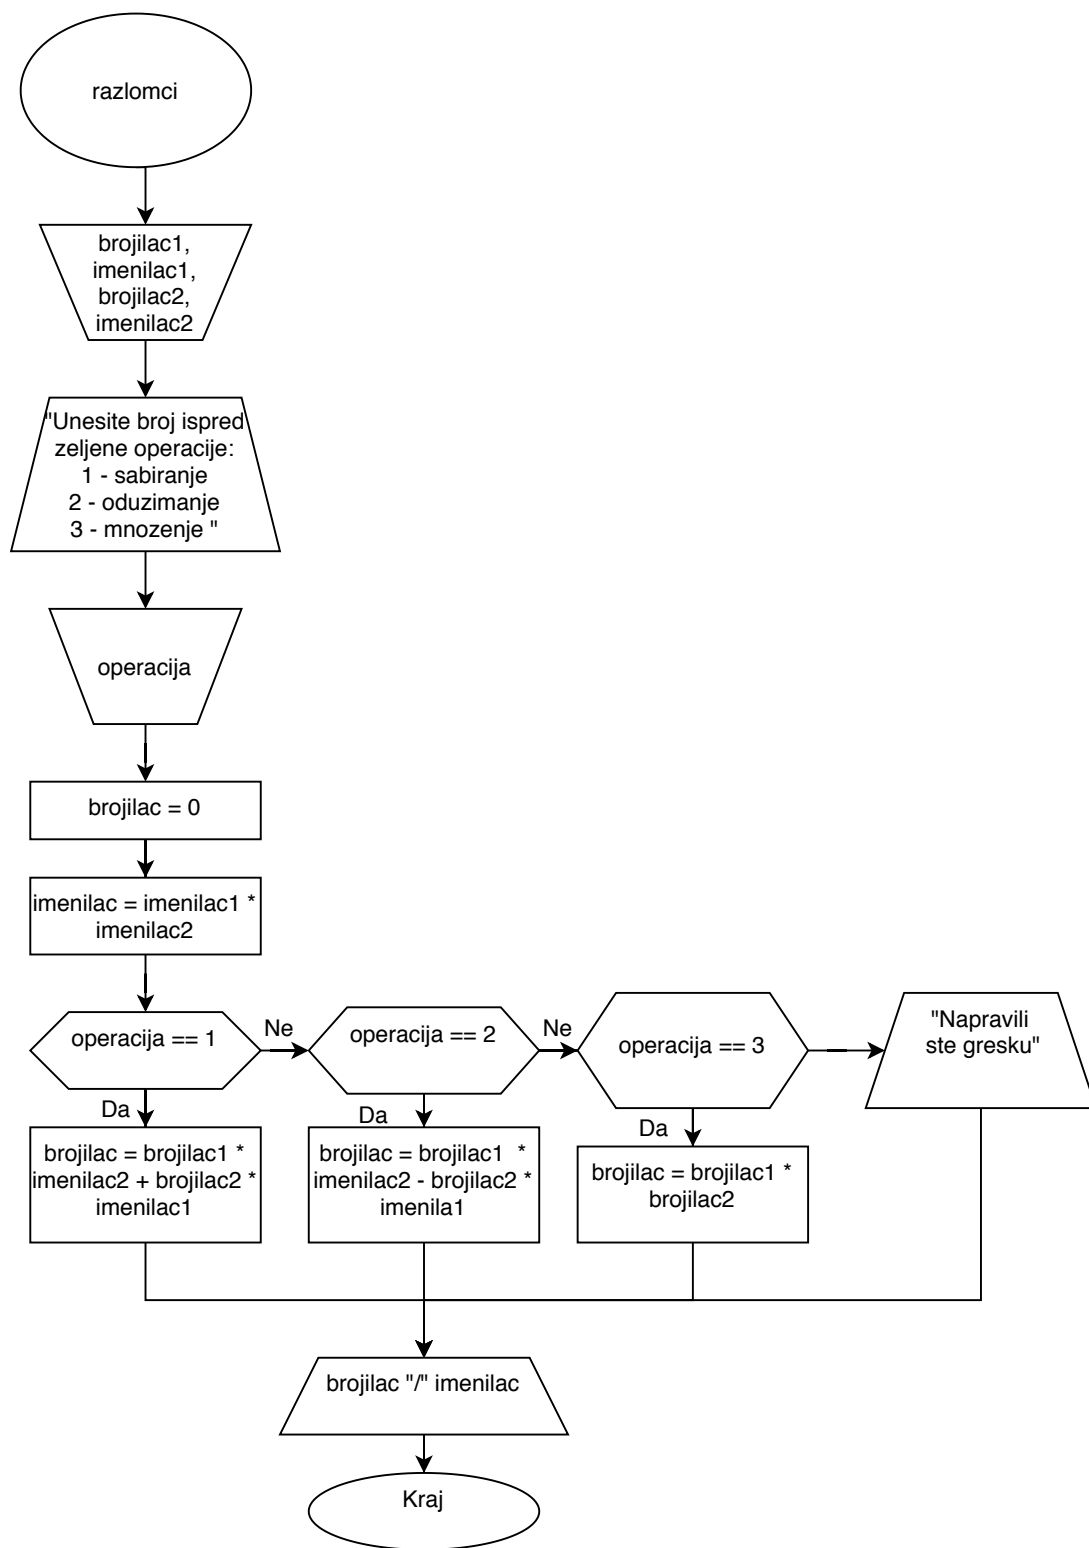 razlomci
brojilac1,
imenilac1,
brojilac2,
imenilac2
"Unesite broj ispred
zeljene operacije:
1 - sabiranje
2 - oduzimanje
3 - mnozenje "
operacija
brojilac = 0
imenilac = imenilac1 *
imenilac2
operacija == 1
Ne
operacija == 2
Ne
operacija == 3
"Napravili
ste gresku"
Da
brojilac = brojilac1 *
imenilac2 + brojilac2 *
imenilac1
Da
brojilac = brojilac1  *
imenilac2 - brojilac2 *
imenila1
Da
brojilac = brojilac1 *
brojilac2
brojilac "/" imenilac
Kraj